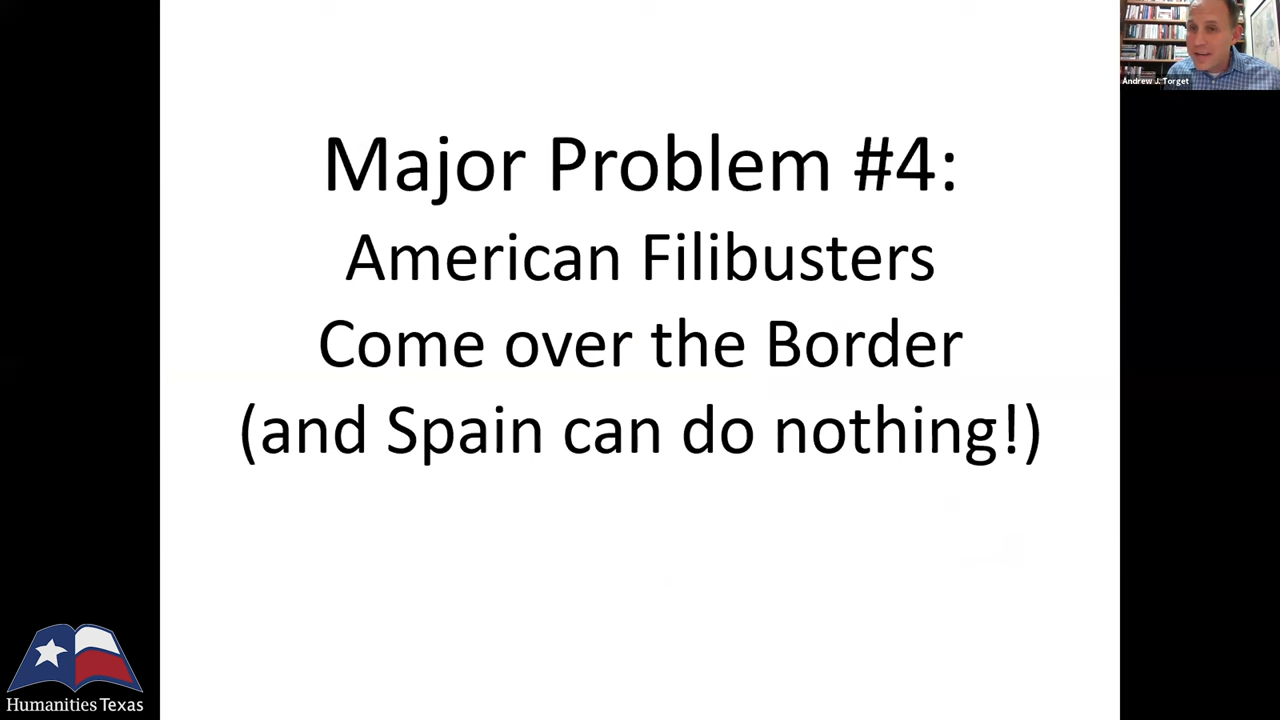 Major Problem #4:
American Filibusters
Come over the Border
(and Spain can do nothing!)
Andrew J. Torget
Humanities Texas